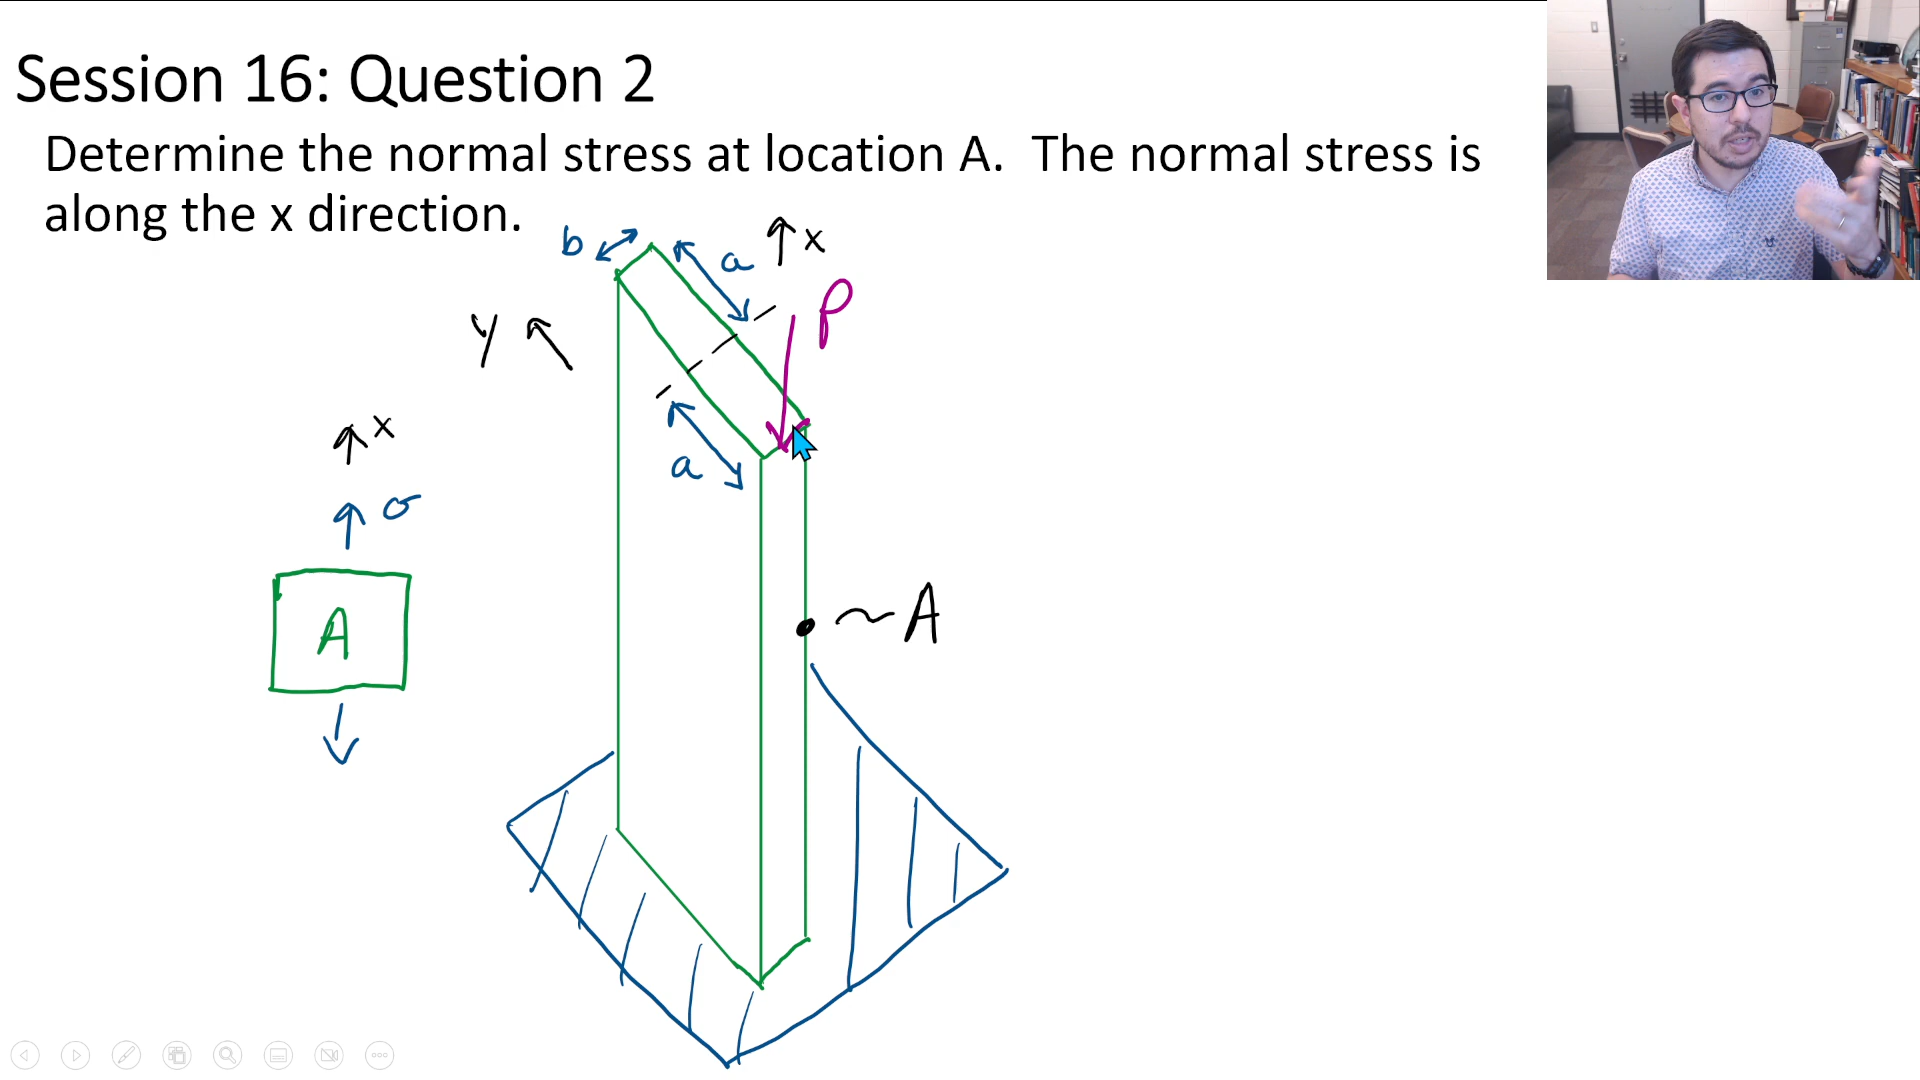 Session 16: Question 2
Determine the normal stress at location A. The normal stress is
along the x direction.
b
a
x
y
P
x
a
σ
A
A